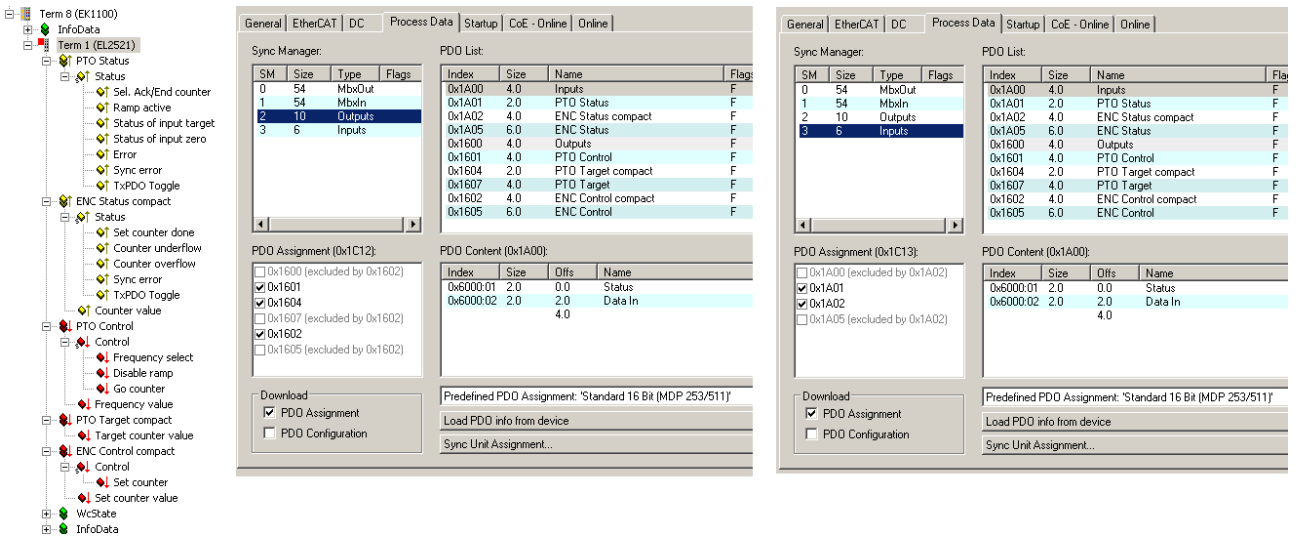 Term 8 (EK1100)
InfoData
Term 1 (EL2521)
PTO Status
Status
Sel. Ack/End counter
Ramp active
Status of input target
Status of input zero
Error
Sync error
TxPDO Toggle
ENC Status compact
Status
Set counter done
Counter underflow
Counter overflow
Sync error
TxPDO Toggle
Counter value
PTO Control
Control
Frequency select
Disable ramp
Go counter
Frequency value
PTO Target compact
Target counter value
ENC Control compact
Control
Set counter
Set counter value
WcState
InfoData
General EtherCAT DC Process Data Startup CoE - Online Online
Sync Manager:
SM Size Type Flags
0 54 MbxOut
1 54 MbxIn
2 10 Outputs
3 6 Inputs
PDO List:
Index Size Name Flags
0x1A00 4.0 Inputs F
0x1A01 2.0 PTO Status F
0x1A02 4.0 ENC Status compact F
0x1A05 6.0 ENC Status F
0x1600 4.0 Outputs F
0x1601 4.0 PTO Control F
0x1604 2.0 PTO Target compact F
0x1607 4.0 PTO Target F
0x1602 4.0 ENC Control compact F
0x1605 6.0 ENC Control F
PDO Assignment (0x1C12):
0x1600 (excluded by 0x1602)
0x1601
0x1604
0x1607 (excluded by 0x1602)
0x1602
0x1605 (excluded by 0x1602)
PDO Content (0x1A00):
Index Size Offs Name
0x6000:01 2.0 0.0 Status
0x6000:02 2.0 2.0 Data In
4.0
Download
PDO Assignment
PDO Configuration
Predefined PDO Assignment: 'Standard 16 Bit (MDP 253/511)'
Load PDO info from device
Sync Unit Assignment...
General EtherCAT DC Process Data Startup CoE - Online Online
Sync Manager:
SM Size Type Flags
0 54 MbxOut
1 54 MbxIn
2 10 Outputs
3 6 Inputs
PDO List:
Index Size Name Fla
0x1A00 4.0 Inputs F
0x1A01 2.0 PTO Status F
0x1A02 4.0 ENC Status compact F
0x1A05 6.0 ENC Status F
0x1600 4.0 Outputs F
0x1601 4.0 PTO Control F
0x1604 2.0 PTO Target compact F
0x1607 4.0 PTO Target F
0x1602 4.0 ENC Control compact F
0x1605 6.0 ENC Control F
PDO Assignment (0x1C13):
0x1A00 (excluded by 0x1A02)
0x1A01
0x1A02
0x1A05 (excluded by 0x1A02)
PDO Content (0x1A00):
Index Size Offs Name
0x6000:01 2.0 0.0 Status
0x6000:02 2.0 2.0 Data In
4.0
Download
PDO Assignment
PDO Configuration
Predefined PDO Assignment: 'Standard 16 Bit (MDP 253/511)'
Load PDO info from device
Sync Unit Assignment...